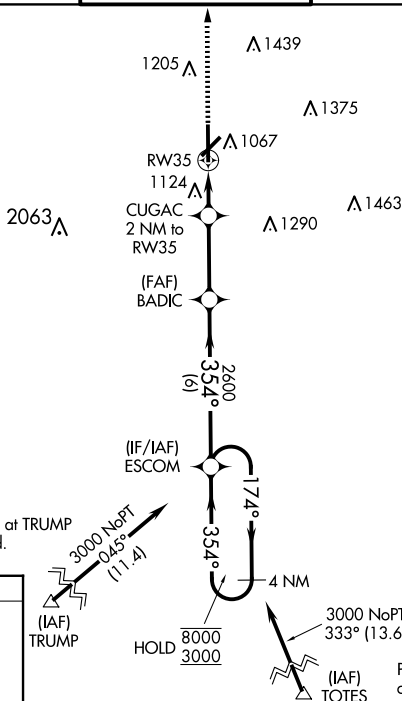 1439
1205
1375
1067
RW35
1124
CUGAC
2 NM to
RW35
1463
2063
1290
(FAF)
BADIC
2600
354°
(6)
(IF/IAF)
ESCOM
174°
354°
at TRUMP
d.
3000 NoPT
045°
(11.4)
4 NM
(IAF)
TRUMP
HOLD
8000
3000
3000 NoPT
333° (13.6
(IAF)
TOTES